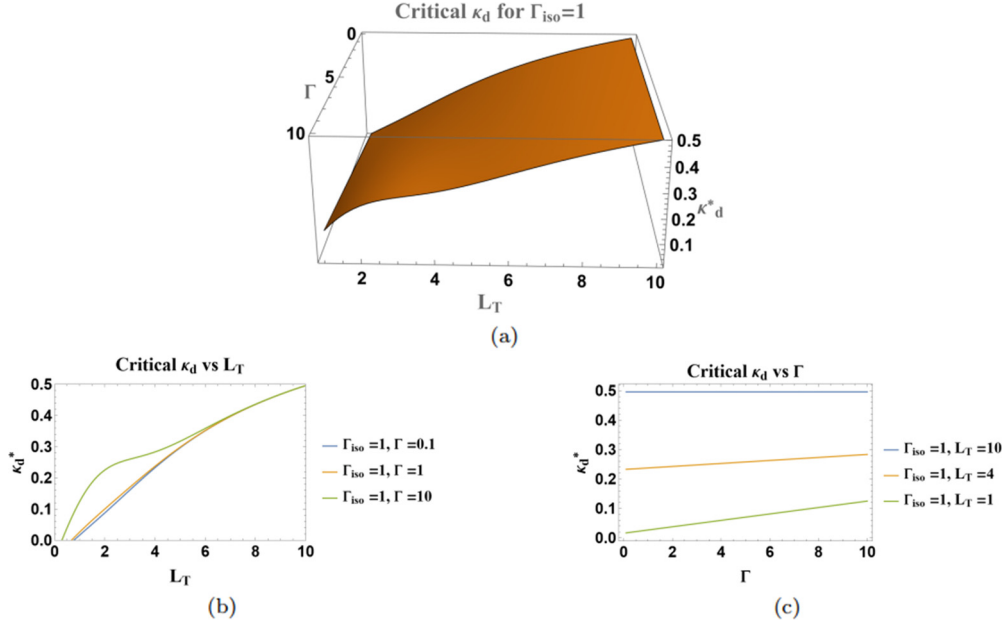 Critical κd for Γiso=1
0
Γ
5
10
0.5
0.4
0.3
κ*d
0.2
0.1
2 4 6 8 10
LT
(a)
Critical κd vs LT
0.5
0.4
0.3
κd*
0.2
0.1
0.0
0 2 4 6 8 10
LT
Γiso =1, Γ =0.1
Γiso =1, Γ =1
Γiso =1, Γ =10
(b)
Critical κd vs Γ
0.5
0.4
0.3
κd*
0.2
0.1
0.0
0 2 4 6 8 10
Γ
Γiso =1, LT =10
Γiso =1, LT =4
Γiso =1, LT =1
(c)